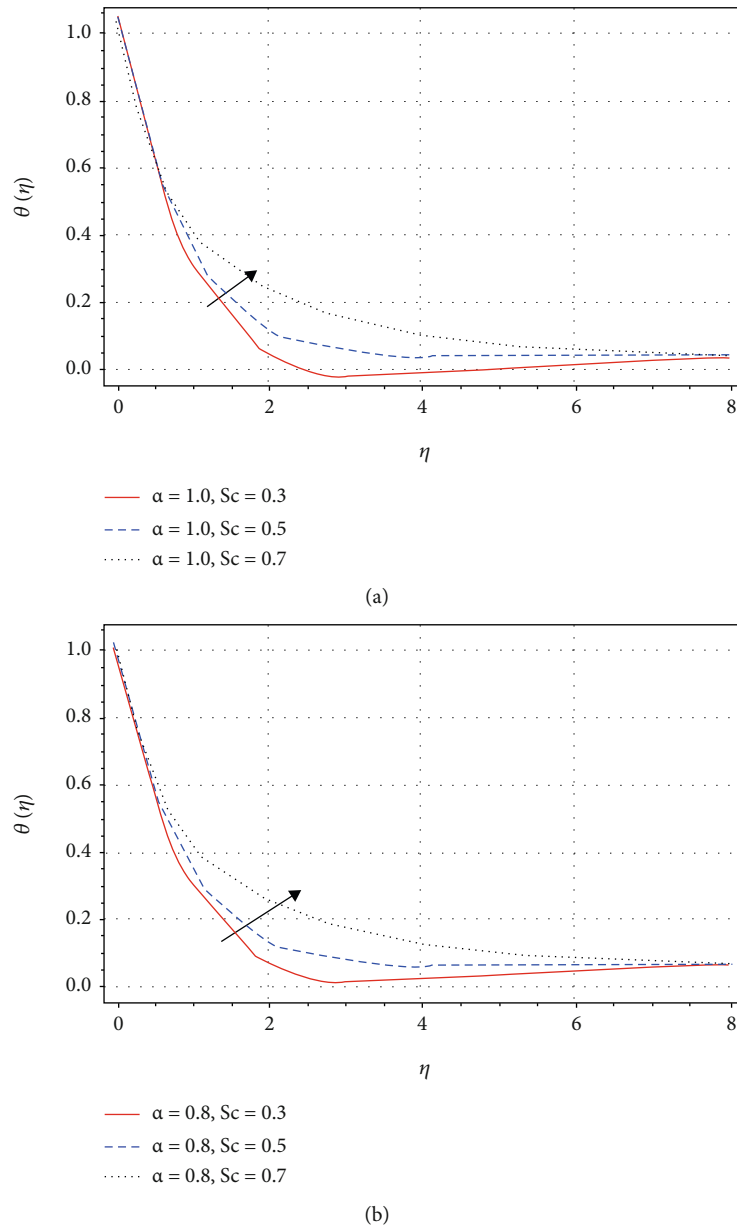 1.0
0.8
0.6
0.4
0.2
0.0
θ (η)
0 2 4 6 8
η
α = 1.0, Sc = 0.3
α = 1.0, Sc = 0.5
α = 1.0, Sc = 0.7
(a)
1.0
0.8
0.6
0.4
0.2
0.0
θ (η)
0 2 4 6 8
η
α = 0.8, Sc = 0.3
α = 0.8, Sc = 0.5
α = 0.8, Sc = 0.7
(b)